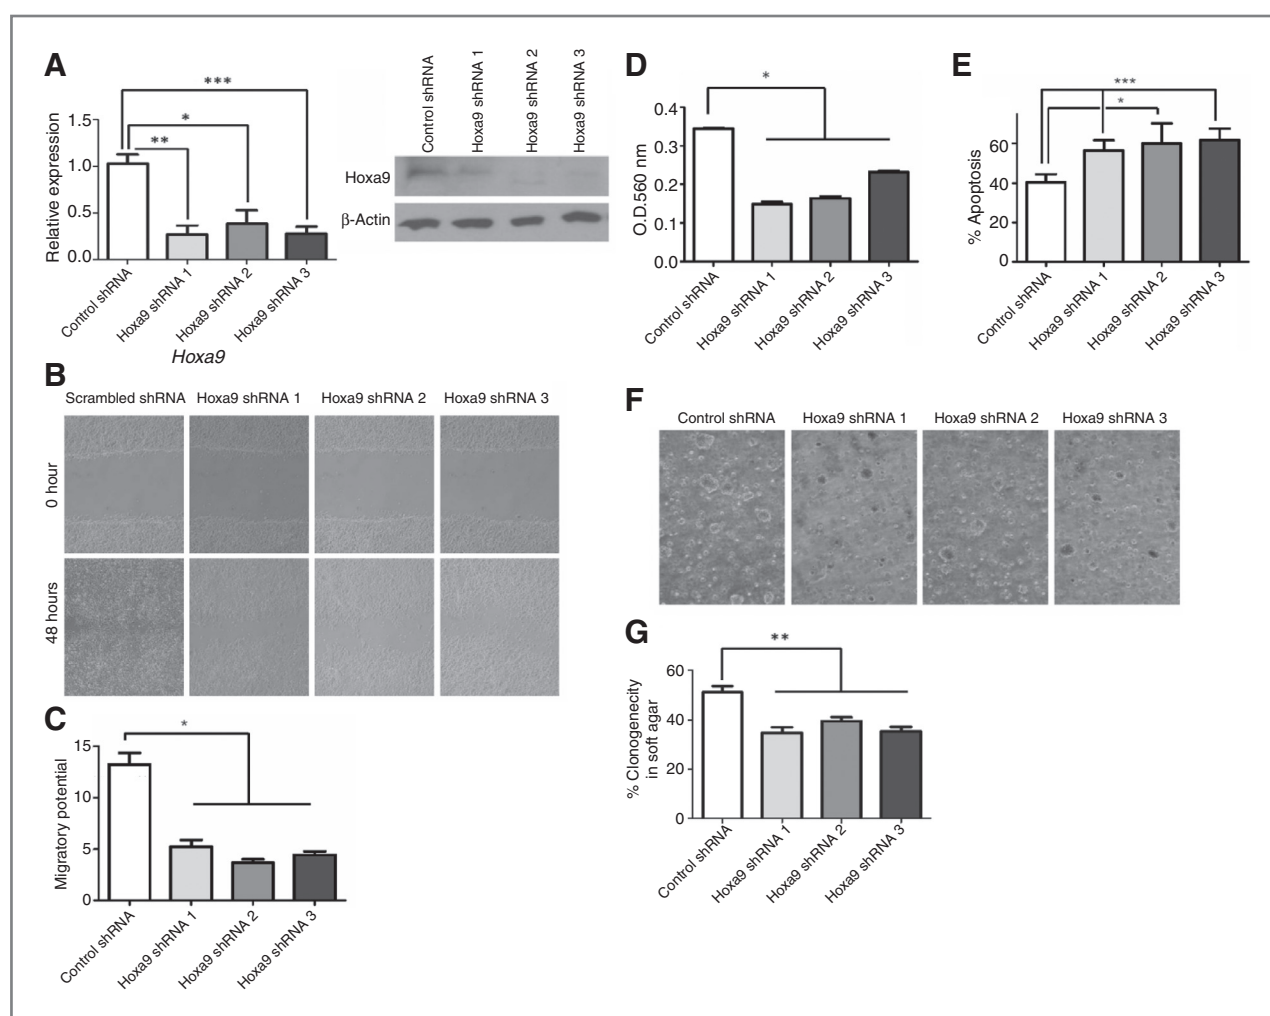 A
***
*
**
Relative expression
1.5
1.0
0.5
0.0
Control shRNA
Hoxa9 shRNA 1
Hoxa9 shRNA 2
Hoxa9 shRNA 3
Hoxa9
Control shRNA
Hoxa9 shRNA 1
Hoxa9 shRNA 2
Hoxa9 shRNA 3
Hoxa9
β-Actin
B
Scrambled shRNA Hoxa9 shRNA 1 Hoxa9 shRNA 2 Hoxa9 shRNA 3
0 hour
48 hours
C
*
Migratory potential
15
10
5
0
Control shRNA
Hoxa9 shRNA 1
Hoxa9 shRNA 2
Hoxa9 shRNA 3
D
*
O.D.560 nm
0.4
0.3
0.2
0.1
0.0
Control shRNA
Hoxa9 shRNA 1
Hoxa9 shRNA 2
Hoxa9 shRNA 3
E
***
*
% Apoptosis
60
40
20
0
Control shRNA
Hoxa9 shRNA 1
Hoxa9 shRNA 2
Hoxa9 shRNA 3
F
Control shRNA Hoxa9 shRNA 1 Hoxa9 shRNA 2 Hoxa9 shRNA 3
G
**
% Clonogenecity
in soft agar
60
40
20
0
Control shRNA
Hoxa9 shRNA 1
Hoxa9 shRNA 2
Hoxa9 shRNA 3